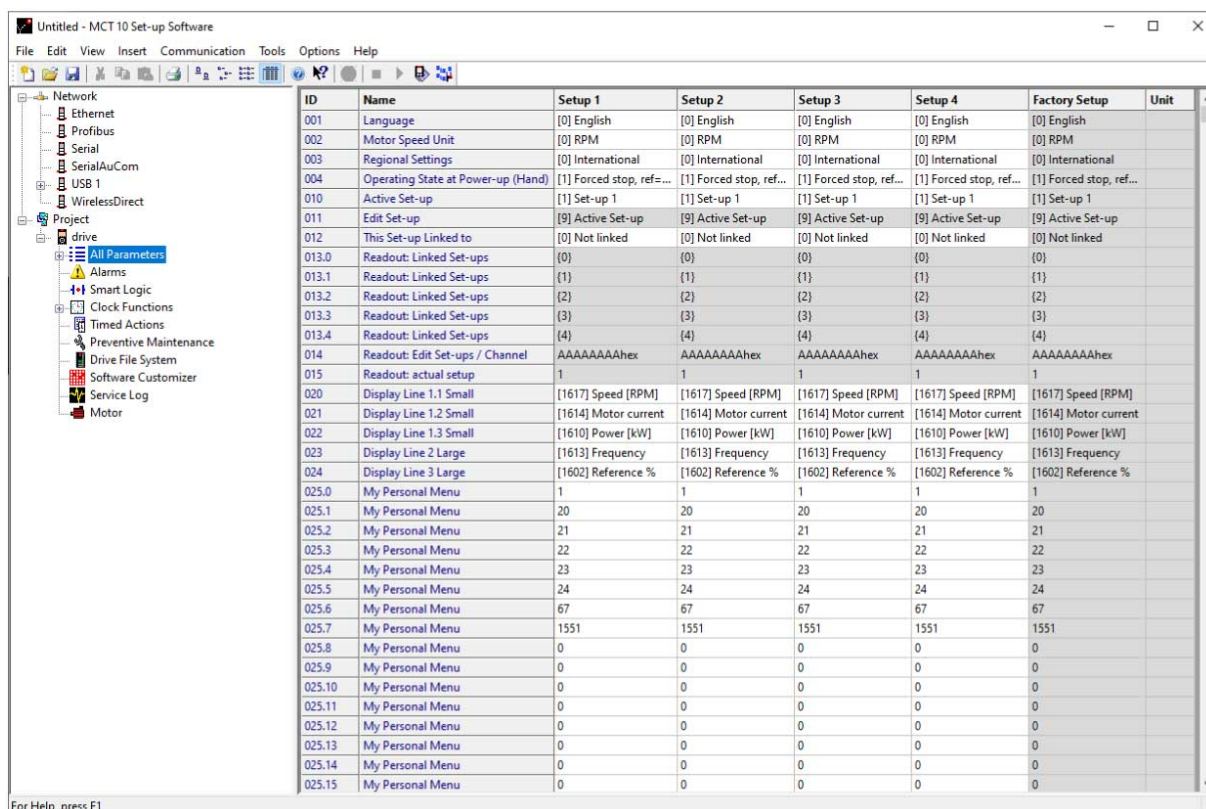 Untitled - MCT 10 Set-up Software
File Edit View Insert Communication Tools Options Help
Network
Ethernet
Profibus
Serial
SerialAuCom
USB 1
WirelessDirect
Project
drive
All Parameters
Alarms
Smart Logic
Clock Functions
Timed Actions
Preventive Maintenance
Drive File System
Software Customizer
Service Log
Motor
ID Name Setup 1 Setup 2 Setup 3 Setup 4 Factory Setup Unit
001 Language [0] English [0] English [0] English [0] English [0] English
002 Motor Speed Unit [0] RPM [0] RPM [0] RPM [0] RPM [0] RPM
003 Regional Settings [0] International [0] International [0] International [0] International [0] International
004 Operating State at Power-up (Hand) [1] Forced stop, ref=... [1] Forced stop, ref... [1] Forced stop, ref... [1] Forced stop, ref... [1] Forced stop, ref...
010 Active Set-up [1] Set-up 1 [1] Set-up 1 [1] Set-up 1 [1] Set-up 1 [1] Set-up 1
011 Edit Set-up [9] Active Set-up [9] Active Set-up [9] Active Set-up [9] Active Set-up [9] Active Set-up
012 This Set-up Linked to [0] Not linked [0] Not linked [0] Not linked [0] Not linked [0] Not linked
013.0 Readout: Linked Set-ups {0} {0} {0} {0} {0}
013.1 Readout: Linked Set-ups {1} {1} {1} {1} {1}
013.2 Readout: Linked Set-ups {2} {2} {2} {2} {2}
013.3 Readout: Linked Set-ups {3} {3} {3} {3} {3}
013.4 Readout: Linked Set-ups {4} {4} {4} {4} {4}
014 Readout: Edit Set-ups / Channel AAAAAAAAhex AAAAAAAAhex AAAAAAAAhex AAAAAAAAhex AAAAAAAAhex
015 Readout: actual setup 1 1 1 1 1
020 Display Line 1.1 Small [1617] Speed [RPM] [1617] Speed [RPM] [1617] Speed [RPM] [1617] Speed [RPM] [1617] Speed [RPM]
021 Display Line 1.2 Small [1614] Motor current [1614] Motor current [1614] Motor current [1614] Motor current [1614] Motor current
022 Display Line 1.3 Small [1610] Power [kW] [1610] Power [kW] [1610] Power [kW] [1610] Power [kW] [1610] Power [kW]
023 Display Line 2 Large [1613] Frequency [1613] Frequency [1613] Frequency [1613] Frequency [1613] Frequency
024 Display Line 3 Large [1602] Reference % [1602] Reference % [1602] Reference % [1602] Reference % [1602] Reference %
025.0 My Personal Menu 1 1 1 1 1
025.1 My Personal Menu 20 20 20 20 20
025.2 My Personal Menu 21 21 21 21 21
025.3 My Personal Menu 22 22 22 22 22
025.4 My Personal Menu 23 23 23 23 23
025.5 My Personal Menu 24 24 24 24 24
025.6 My Personal Menu 67 67 67 67 67
025.7 My Personal Menu 1551 1551 1551 1551 1551
025.8 My Personal Menu 0 0 0 0 0
025.9 My Personal Menu 0 0 0 0 0
025.10 My Personal Menu 0 0 0 0 0
025.11 My Personal Menu 0 0 0 0 0
025.12 My Personal Menu 0 0 0 0 0
025.13 My Personal Menu 0 0 0 0 0
025.14 My Personal Menu 0 0 0 0 0
025.15 My Personal Menu 0 0 0 0 0
For Help, press F1